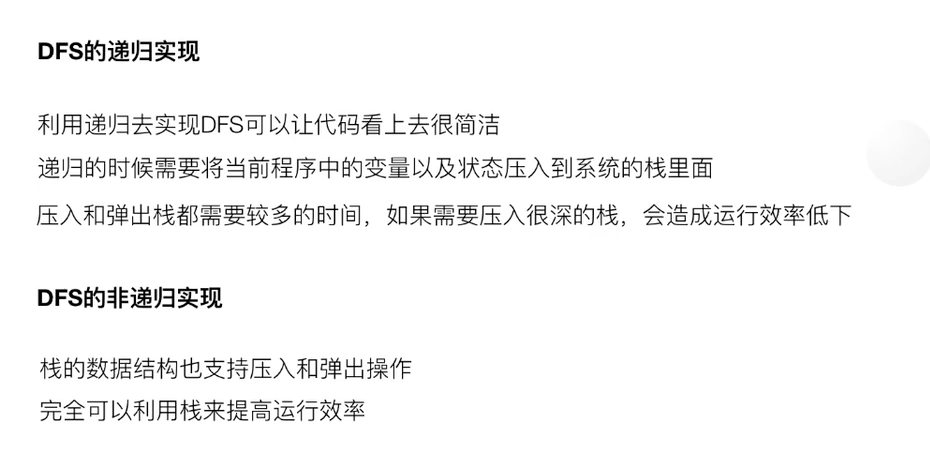 DFS的递归实现
利用递归去实现DFS可以让代码看上去很简洁
递归的时候需要将当前程序中的变量以及状态压入到系统的栈里面
压入和弹出栈都需要较多的时间，如果需要压入很深的栈，会造成运行效率低下
DFS的非递归实现
栈的数据结构也支持压入和弹出操作
完全可以利用栈来提高运行效率